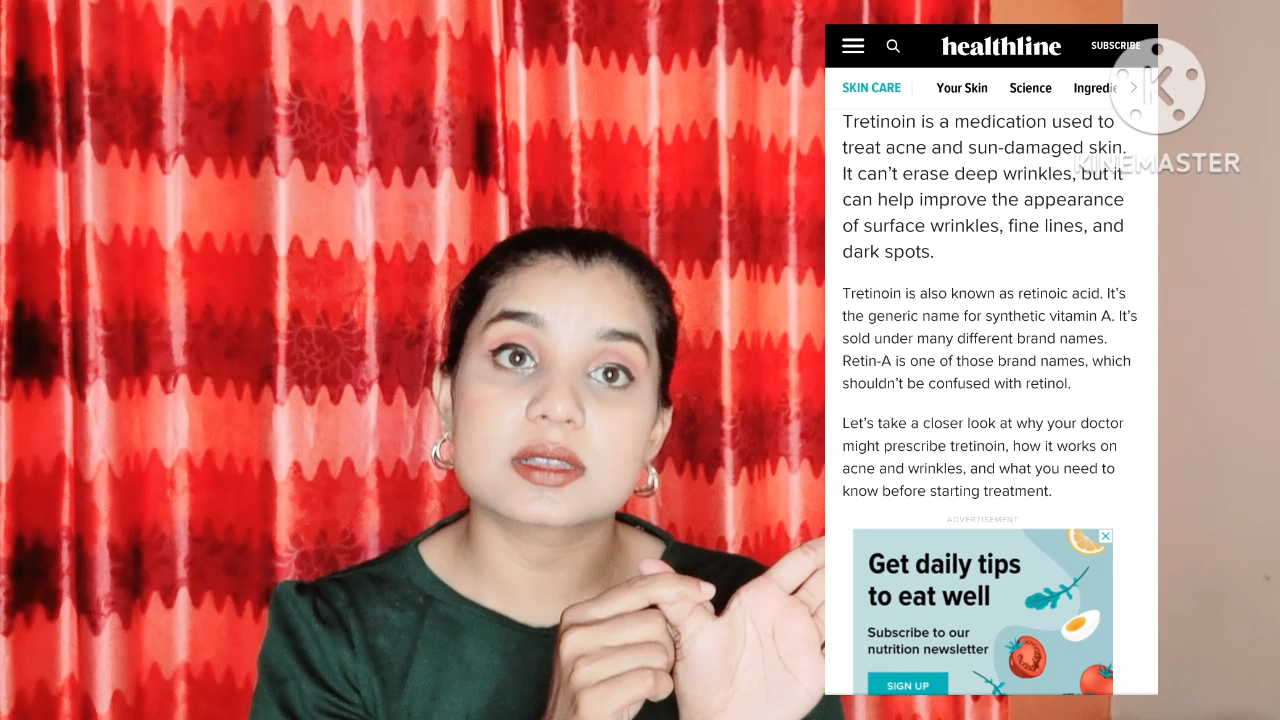 healthline
SUBSCRIBE
SKIN CARE Your Skin Science Ingredie
KINEMASTER
Tretinoin is a medication used to
treat acne and sun-damaged skin.
It can’t erase deep wrinkles, but it
can help improve the appearance
of surface wrinkles, fine lines, and
dark spots.
Tretinoin is also known as retinoic acid. It’s
the generic name for synthetic vitamin A. It’s
sold under many different brand names.
Retin-A is one of those brand names, which
shouldn’t be confused with retinol.
Let’s take a closer look at why your doctor
might prescribe tretinoin, how it works on
acne and wrinkles, and what you need to
know before starting treatment.
ADVERTISEMENT
Get daily tips
to eat well
Subscribe to our
nutrition newsletter
SIGN UP